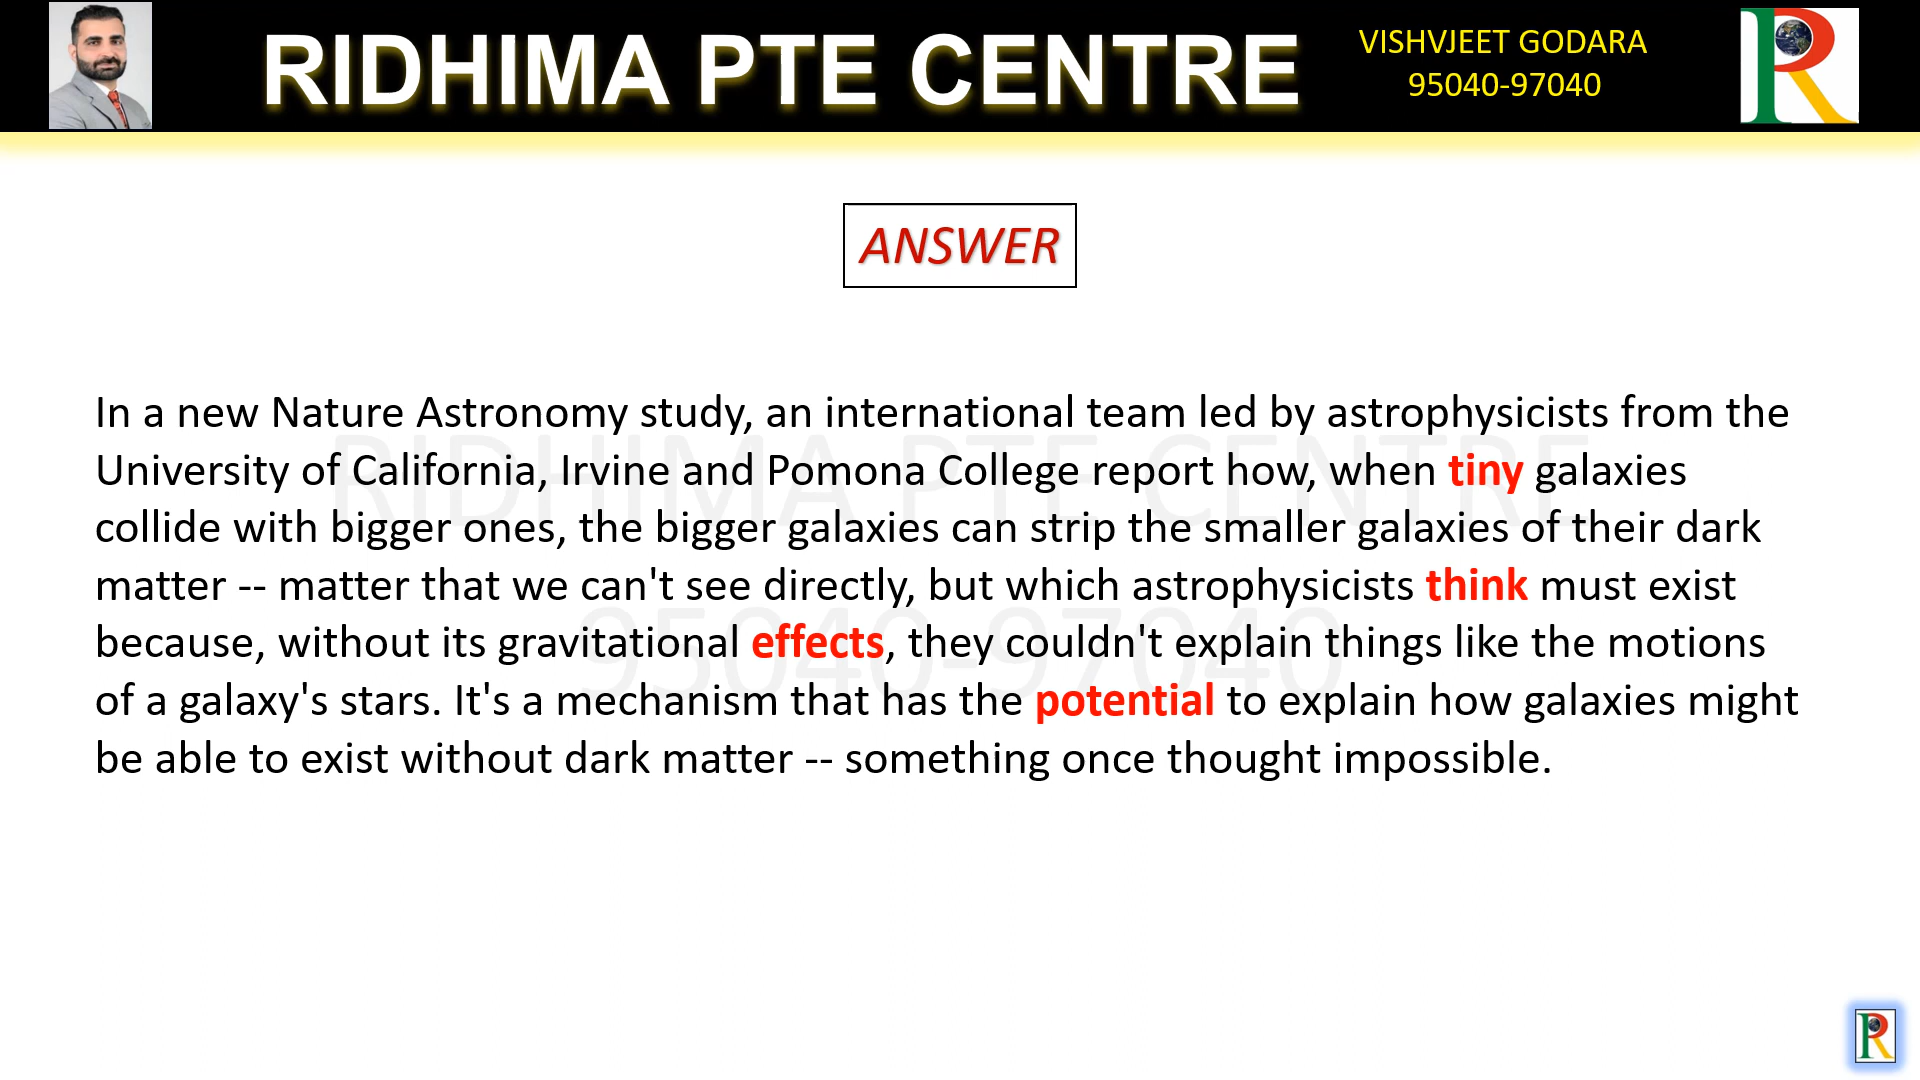 RIDHIMA PTE CENTRE
VISHVJEET GODARA
95040-97040
R
ANSWER
In a new Nature Astronomy study, an international team led by astrophysicists from the
University of California, Irvine and Pomona College report how, when tiny galaxies
collide with bigger ones, the bigger galaxies can strip the smaller galaxies of their dark
matter -- matter that we can't see directly, but which astrophysicists think must exist
because, without its gravitational effects, they couldn't explain things like the motions
of a galaxy's stars. It's a mechanism that has the potential to explain how galaxies might
be able to exist without dark matter -- something once thought impossible.
RIDHIMA PTE CENTRE
95040-97040
R